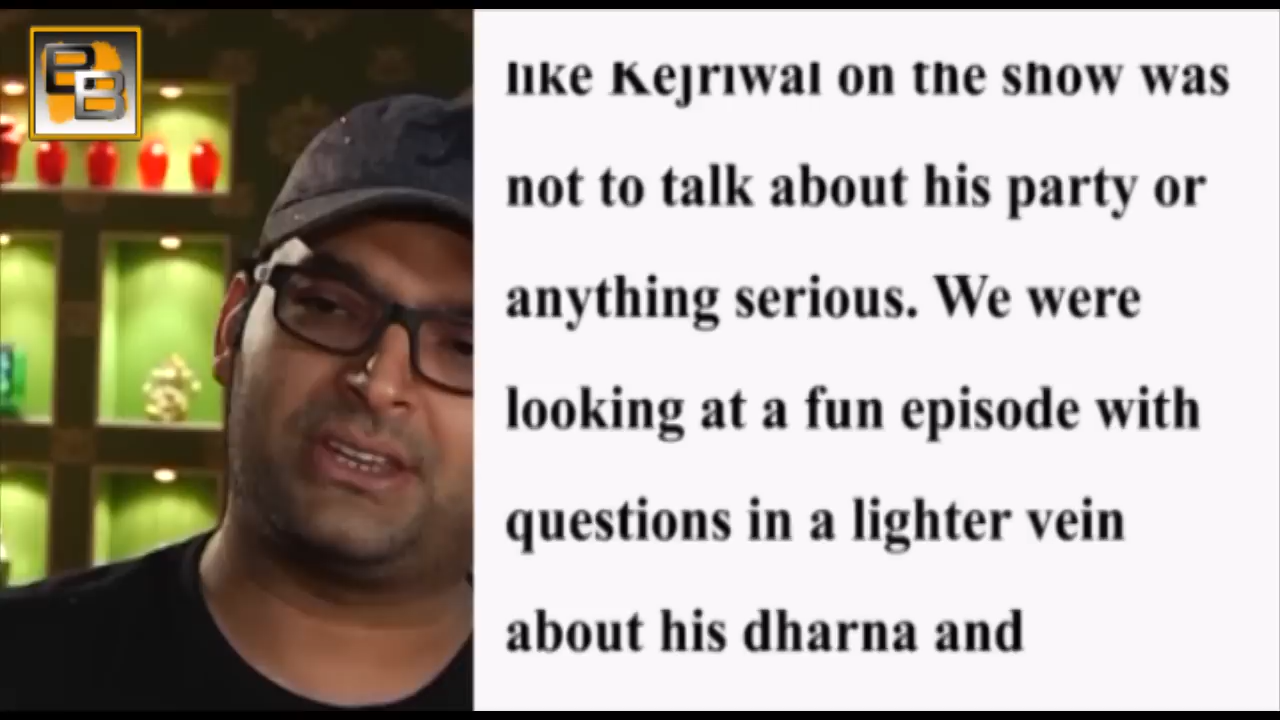 BB
like Kejriwal on the show was
not to talk about his party or
anything serious. We were
looking at a fun episode with
questions in a lighter vein
about his dharna and